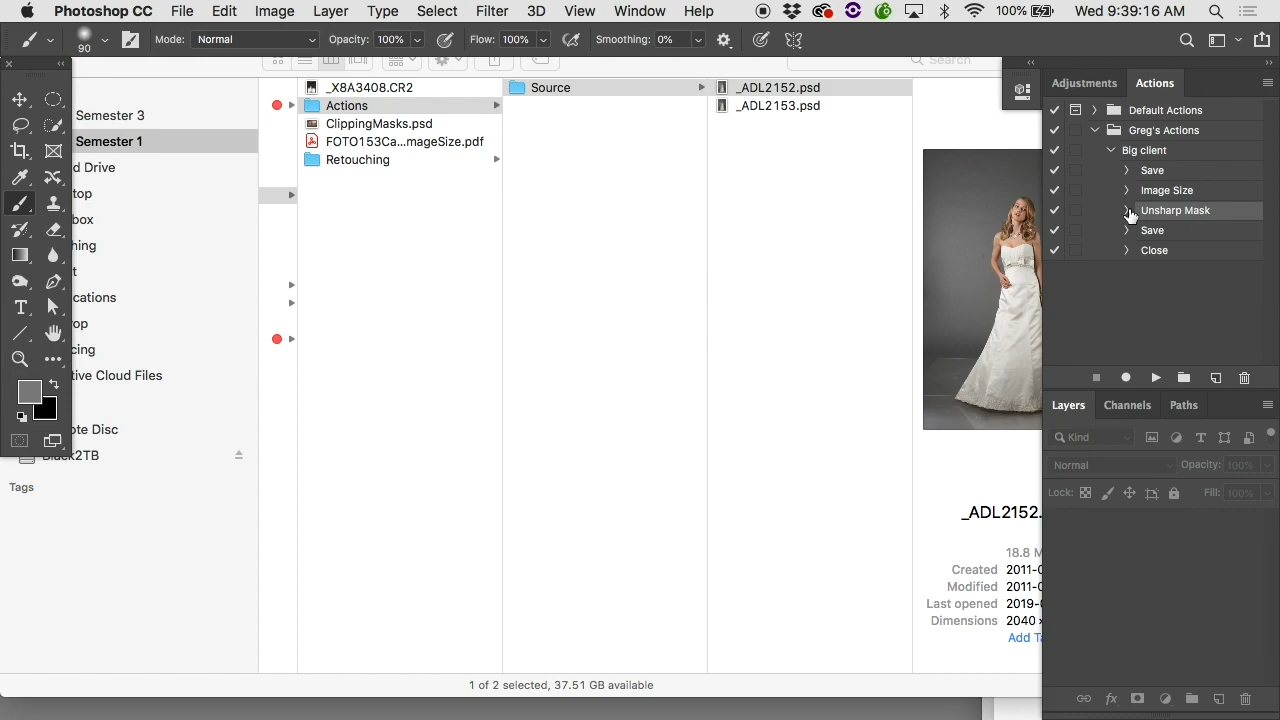 Photoshop CC File Edit Image Layer Type Select Filter 3D View Window Help 100% Wed 9:39:16 AM
90 Mode: Normal Opacity: 100% Flow: 100% Smoothing: 0%
Search
Semester 3
Semester 1
d Drive
top
box
hing
t
cations
rop
cing
tive Cloud Files
ote Disc
Black2TB
Tags
_X8A3408.CR2
Actions
ClippingMasks.psd
FOTO153Ca...mageSize.pdf
Retouching
Source
_ADL2152.psd
_ADL2153.psd
_ADL2152.
18.8 M
Created 2011-0
Modified 2011-0
Last opened 2019-
Dimensions 2040 ×
Add Ta
1 of 2 selected, 37.51 GB available
Adjustments Actions
Default Actions
Greg's Actions
Big client
Save
Image Size
Unsharp Mask
Save
Close
Layers Channels Paths
Kind
Normal Opacity: 100%
Lock: Fill: 100%